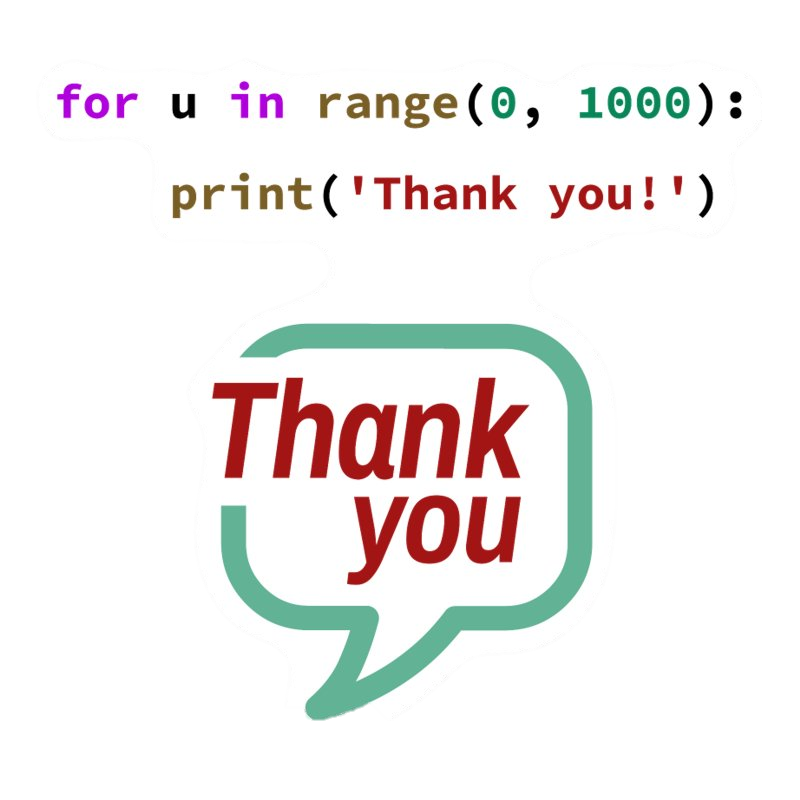 for u in range(0, 1000):
    print('Thank you!')
Thank
you